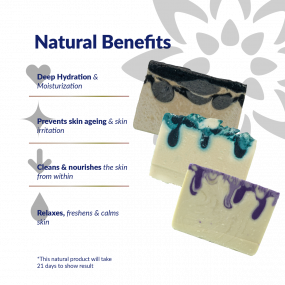 Natural Benefits
Deep Hydration &
Moisturization
Prevents skin ageing & skin
irritation
Cleans & nourishes the skin
from within
Relaxes, freshens & calms
skin
*This natural product will take
21 days to show result